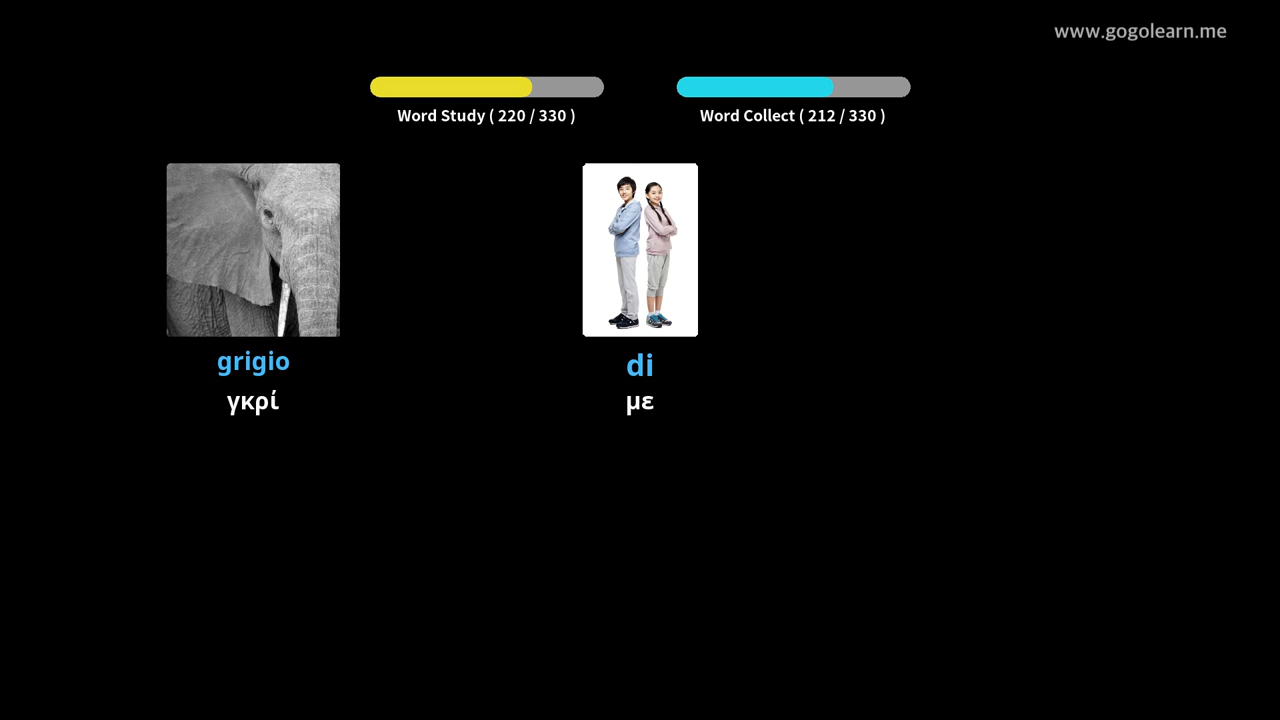 www.gogolearn.me
Word Study ( 220 / 330 )
Word Collect ( 212 / 330 )
grigio
γκρί
di
με